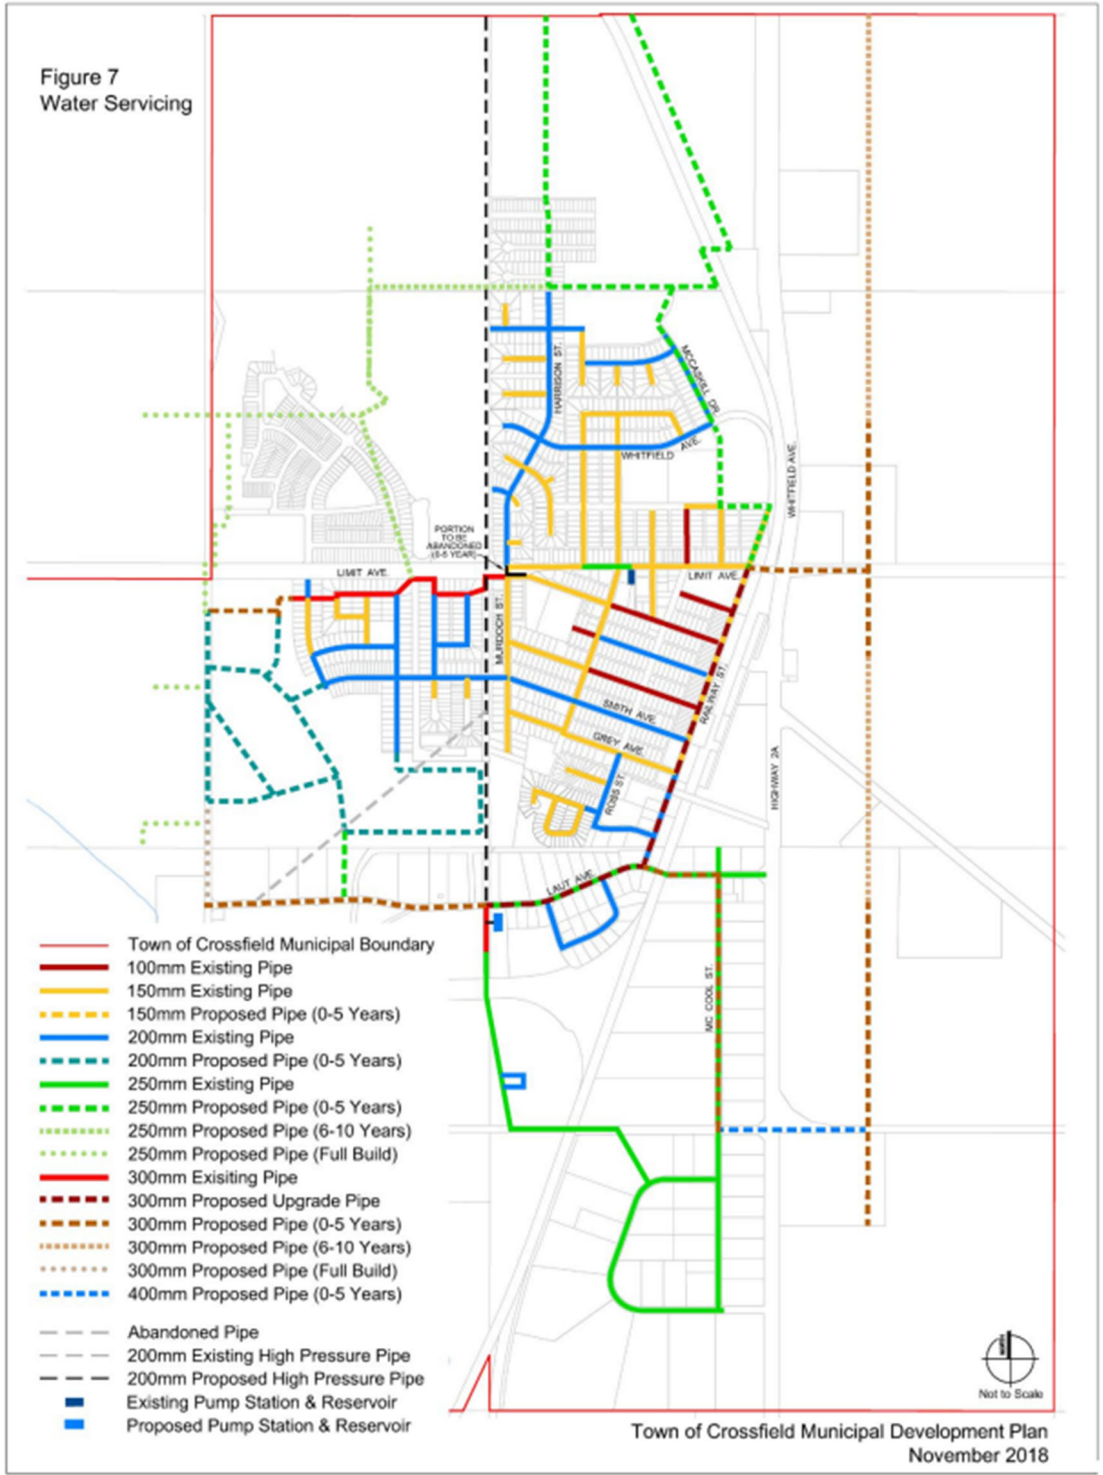 Figure 7
Water Servicing
HARRISON ST.
MCCASKILL DR.
WHITFIELD AVE.
WHITFIELD AVE.
PORTION
TO BE
ABANDONED
(0-5 YEAR)
LIMIT AVE.
LIMIT AVE.
MURDOCH ST.
RAILWAY ST.
SMITH AVE.
GREY AVE.
ROSS ST.
HIGHWAY 2A
LAUT AVE.
MC COOL ST.
Town of Crossfield Municipal Boundary
100mm Existing Pipe
150mm Existing Pipe
150mm Proposed Pipe (0-5 Years)
200mm Existing Pipe
200mm Proposed Pipe (0-5 Years)
250mm Existing Pipe
250mm Proposed Pipe (0-5 Years)
250mm Proposed Pipe (6-10 Years)
250mm Proposed Pipe (Full Build)
300mm Exisiting Pipe
300mm Proposed Upgrade Pipe
300mm Proposed Pipe (0-5 Years)
300mm Proposed Pipe (6-10 Years)
300mm Proposed Pipe (Full Build)
400mm Proposed Pipe (0-5 Years)
Abandoned Pipe
200mm Existing High Pressure Pipe
200mm Proposed High Pressure Pipe
Existing Pump Station & Reservoir
Proposed Pump Station & Reservoir
NORTH
Not to Scale
Town of Crossfield Municipal Development Plan
November 2018